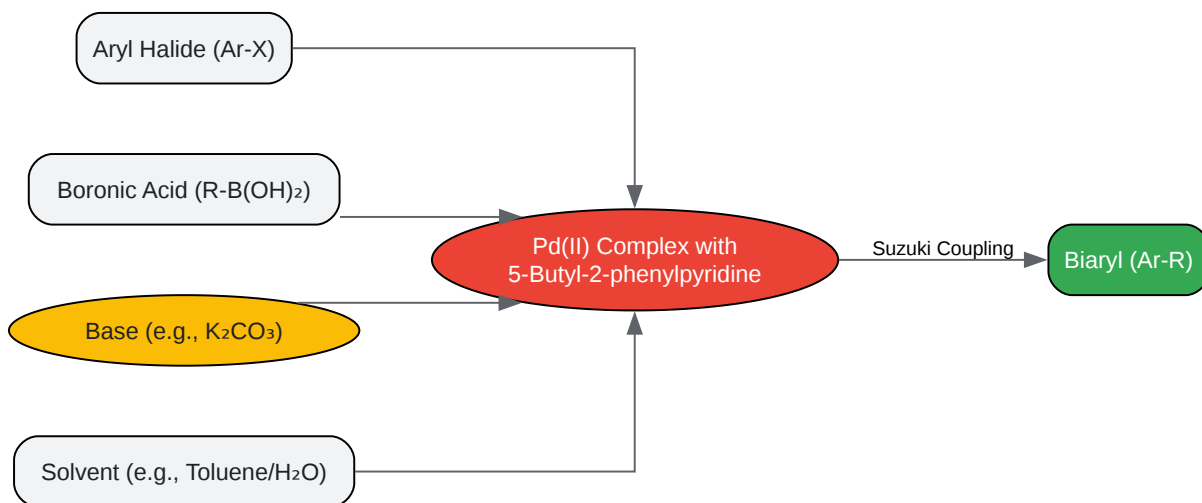 Aryl Halide (Ar-X)
Boronic Acid (R-B(OH)₂)
Pd(II) Complex with
5-Butyl-2-phenylpyridine
Suzuki Coupling
Biaryl (Ar-R)
Base (e.g., K₂CO₃)
Solvent (e.g., Toluene/H₂O)